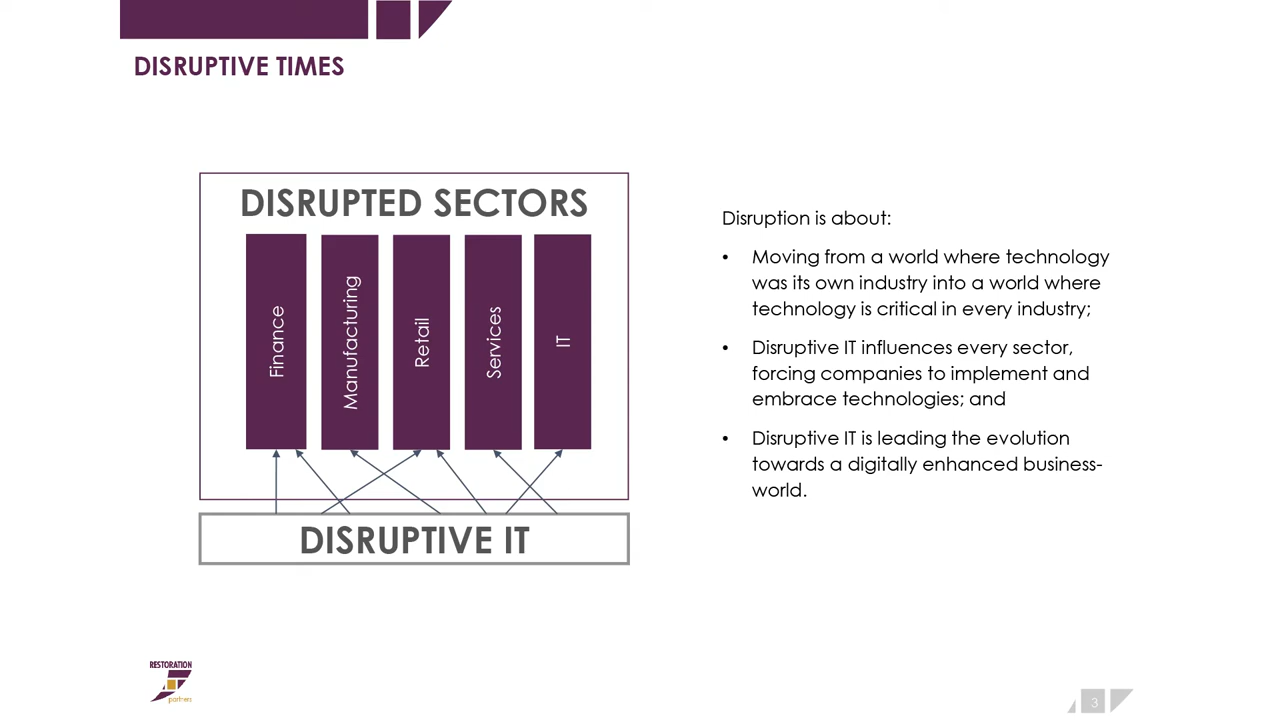 DISRUPTIVE TIMES
DISRUPTED SECTORS
Finance
Manufacturing
Retail
Services
IT
DISRUPTIVE IT
Disruption is about:
• Moving from a world where technology
was its own industry into a world where
technology is critical in every industry;
• Disruptive IT influences every sector,
forcing companies to implement and
embrace technologies; and
• Disruptive IT is leading the evolution
towards a digitally enhanced business-
world.
RESTORATION
partners
3